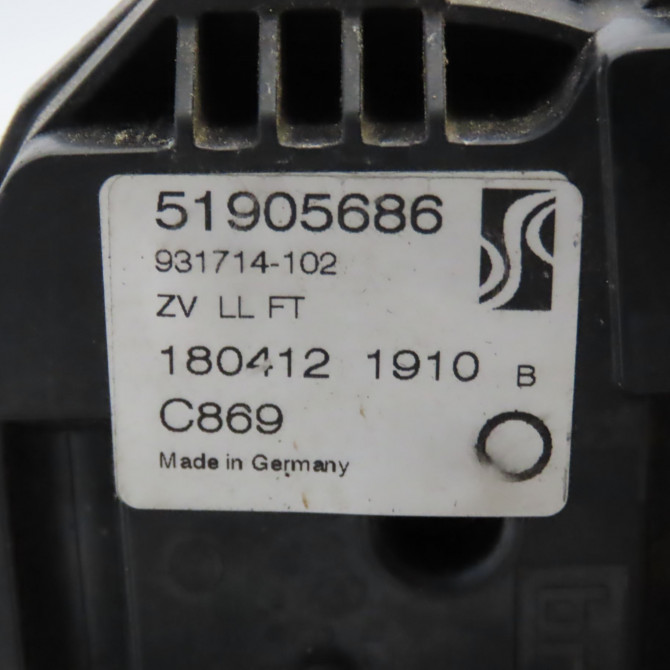 51905686
931714-102
ZV LL FT
180412 1910 B
C869
Made in Germany